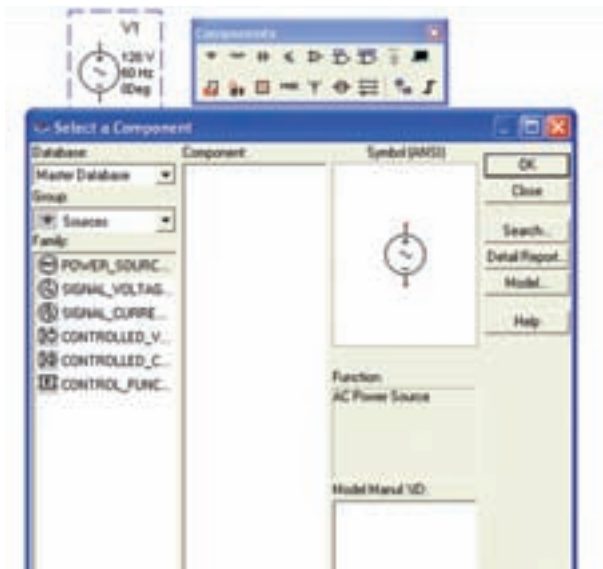 V1
120 V
60 Hz
0Deg
Components
Select a Component
Database:
Master Database
Group:
Sources
Family:
POWER_SOURC...
SIGNAL_VOLTAG...
SIGNAL_CURRE...
CONTROLLED_V...
CONTROLLED_C...
CONTROL_FUNC...
Component:
Symbol (ANSI)
Function:
AC Power Source
Model Manuf.\ID:
OK
Close
Search...
Detail Report...
Model...
Help